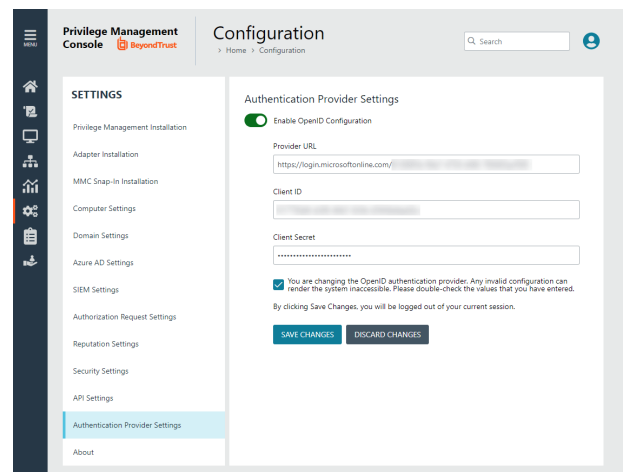 MENU
Privilege Management
Console BeyondTrust
Configuration
> Home > Configuration
Search
SETTINGS
Privilege Management Installation
Adapter Installation
MMC Snap-In Installation
Computer Settings
Domain Settings
Azure AD Settings
SIEM Settings
Authorization Request Settings
Reputation Settings
Security Settings
API Settings
Authentication Provider Settings
About
Authentication Provider Settings
Enable OpenID Configuration
Provider URL
https://login.microsoftonline.com/
Client ID
Client Secret
You are changing the OpenID authentication provider. Any invalid configuration can
render the system inaccessible. Please double-check the values that you have entered.
By clicking Save Changes, you will be logged out of your current session.
SAVE CHANGES
DISCARD CHANGES